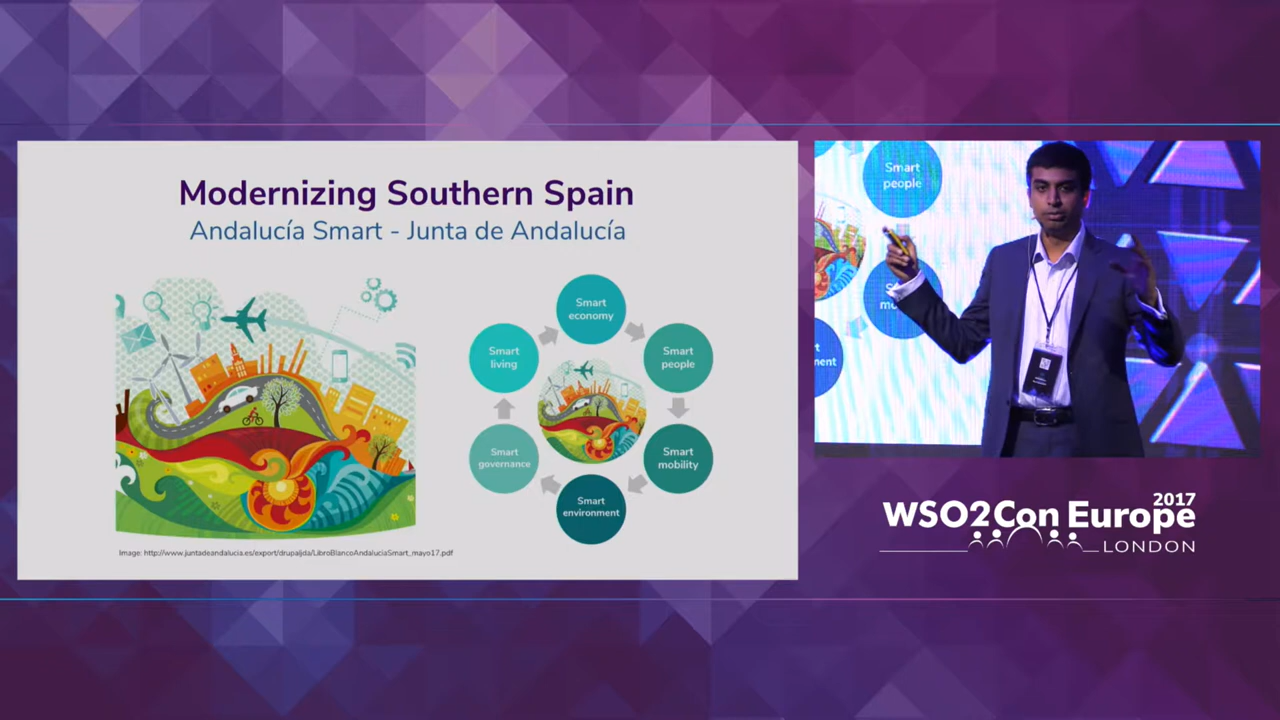 Modernizing Southern Spain
Andalucía Smart - Junta de Andalucía
Smart
economy
Smart
people
Smart
mobility
Smart
environment
Smart
governance
Smart
living
Image: http://www.juntadeandalucia.es/export/drupaljda/LibroBlancoAndaluciaSmart_mayo17.pdf
Smart
people
2017
WSO2Con Europe
LONDON